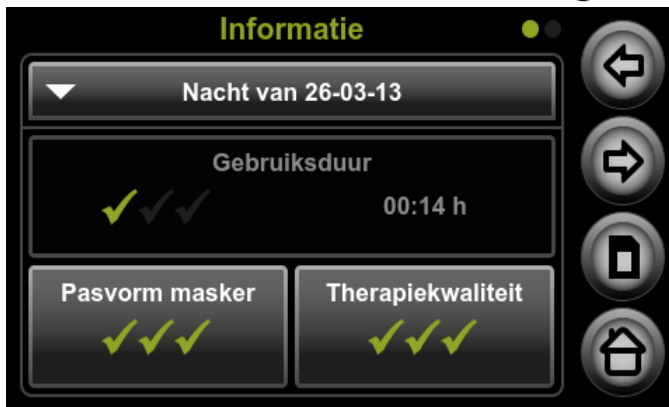 Informatie
Nacht van 26-03-13
Gebruiksduur
00:14 h
Pasvorm masker
Therapiekwaliteit